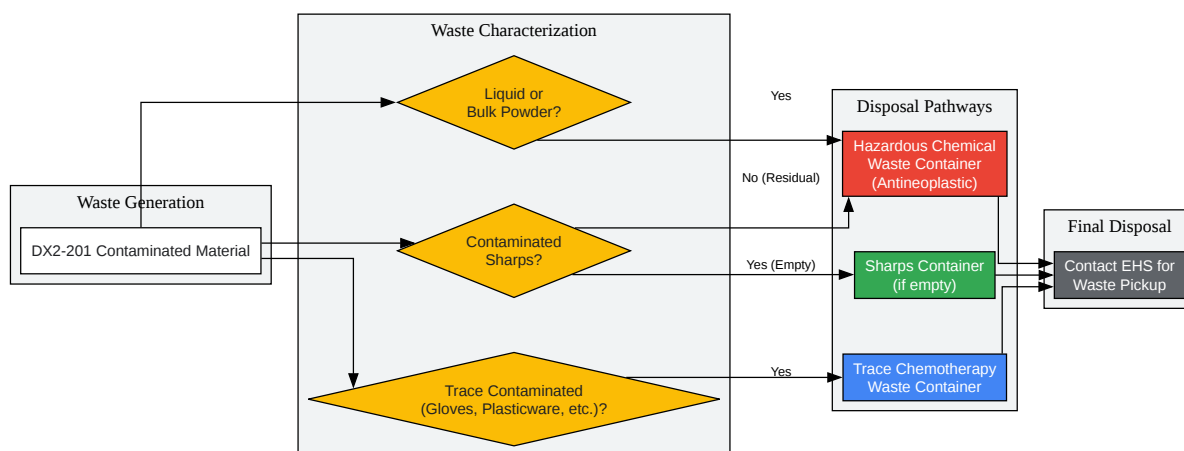 Waste Generation
DX2-201 Contaminated Material
Waste Characterization
Liquid or
Bulk Powder?
Contaminated
Sharps?
Trace Contaminated
(Gloves, Plasticware, etc.)?
Yes
No (Residual)
Yes (Empty)
Yes
Disposal Pathways
Hazardous Chemical
Waste Container
(Antineoplastic)
Sharps Container
(if empty)
Trace Chemotherapy
Waste Container
Final Disposal
Contact EHS for
Waste Pickup